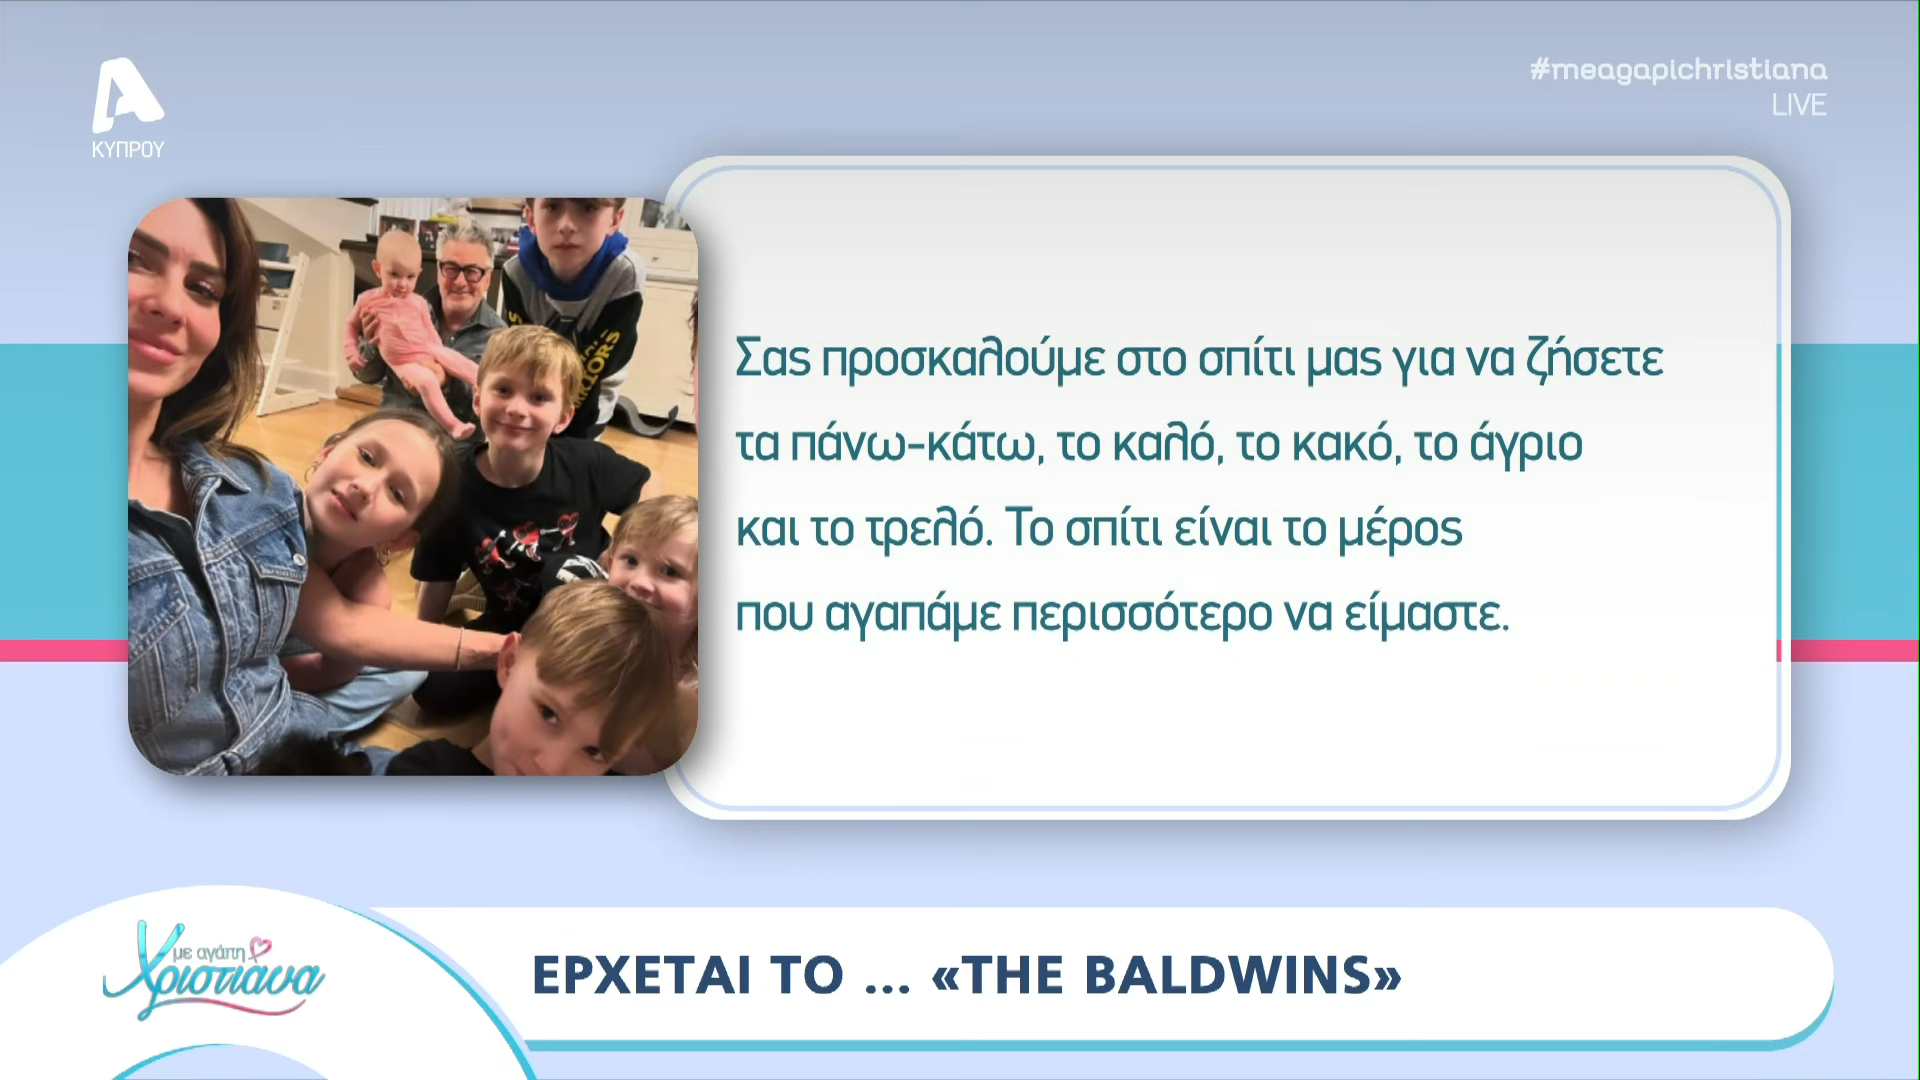 ΚΥΠΡΟΥ
#meagapichristiana
LIVE
Σας προσκαλούμε στο σπίτι μας για να ζήσετε
τα πάνω-κάτω, το καλό, το κακό, το άγριο
και το τρελό. Το σπίτι είναι το μέρος
που αγαπάμε περισσότερο να είμαστε.
με αγάπη
Χριστιανα
ΕΡΧΕΤΑΙ ΤΟ ... «THE BALDWINS»